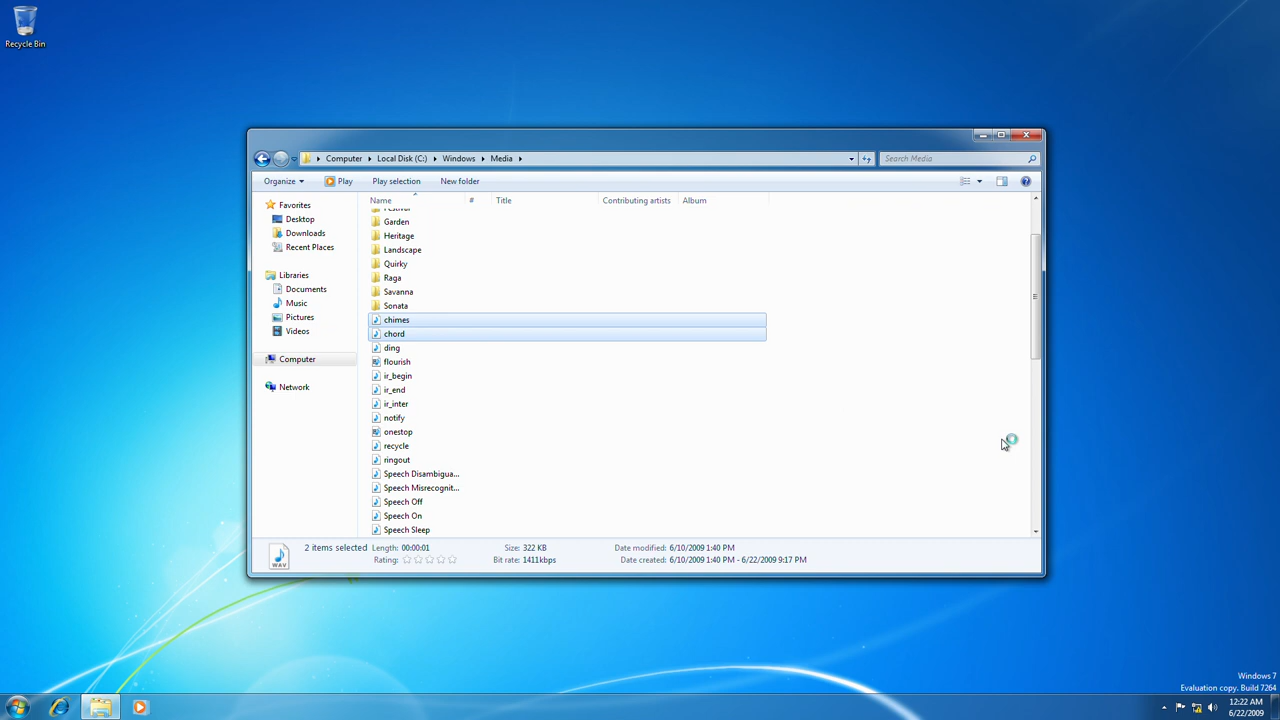 Recycle Bin
Computer Local Disk (C:) Windows Media
Search Media
Organize Play Play selection New folder
Name # Title Contributing artists Album
Favorites
Desktop
Downloads
Recent Places
Libraries
Documents
Music
Pictures
Videos
Computer
Network
Festival
Garden
Heritage
Landscape
Quirky
Raga
Savanna
Sonata
chimes
chord
ding
flourish
ir_begin
ir_end
ir_inter
notify
onestop
recycle
ringout
Speech Disambigua...
Speech Misrecognit...
Speech Off
Speech On
Speech Sleep
WAV
2 items selected Length: 00:00:01 Size: 322 KB Date modified: 6/10/2009 1:40 PM
Rating: Bit rate: 1411kbps Date created: 6/10/2009 1:40 PM - 6/22/2009 9:17 PM
Windows 7
Evaluation copy. Build 7264
12:22 AM
6/22/2009